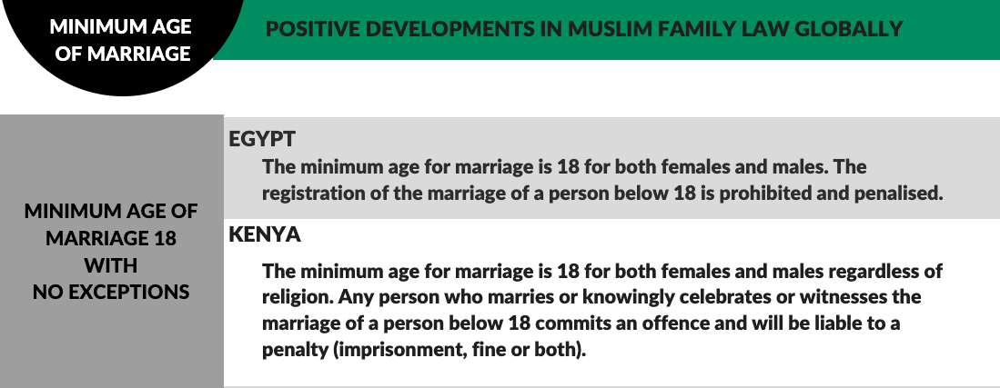 MINIMUM AGE
OF MARRIAGE
POSITIVE DEVELOPMENTS IN MUSLIM FAMILY LAW GLOBALLY
MINIMUM AGE OF
MARRIAGE 18
WITH
NO EXCEPTIONS
EGYPT
The minimum age for marriage is 18 for both females and males. The
registration of the marriage of a person below 18 is prohibited and penalised.
KENYA
The minimum age for marriage is 18 for both females and males regardless of
religion. Any person who marries or knowingly celebrates or witnesses the
marriage of a person below 18 commits an offence and will be liable to a
penalty (imprisonment, fine or both).